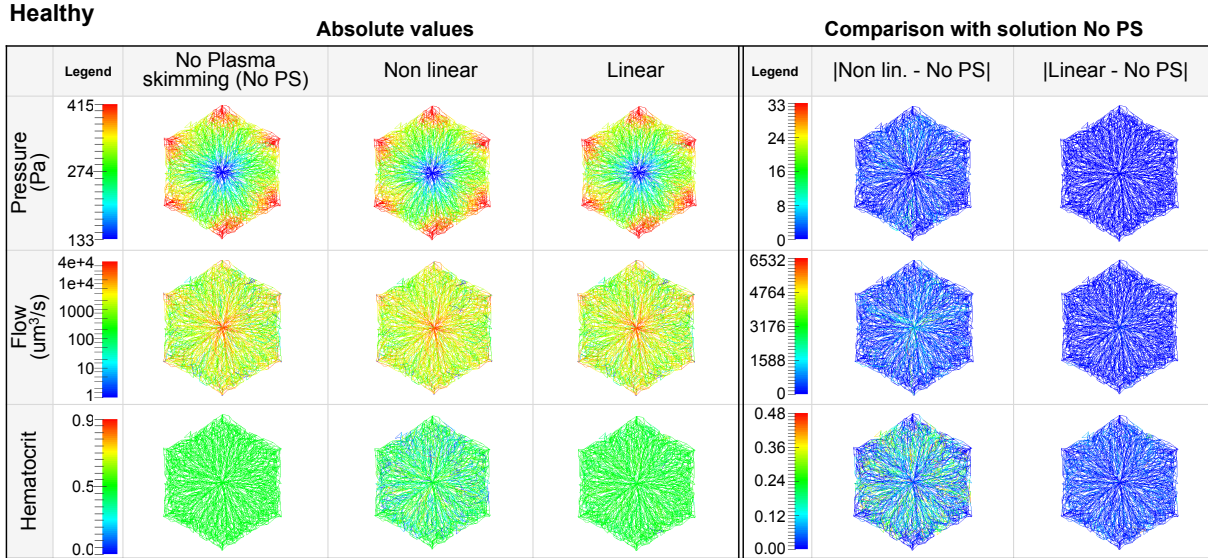 Healthy
Absolute values
Comparison with solution No PS
Legend
No Plasma
skimming (No PS)
Non linear
Linear
Legend
|Non lin. - No PS|
|Linear - No PS|
Pressure
(Pa)
415
274
133
33
24
16
8
0
Flow
(um³/s)
4e+4
1e+4
1000
100
10
1
6532
4764
3176
1588
0
Hematocrit
0.9
0.5
0.0
0.48
0.36
0.24
0.12
0.00